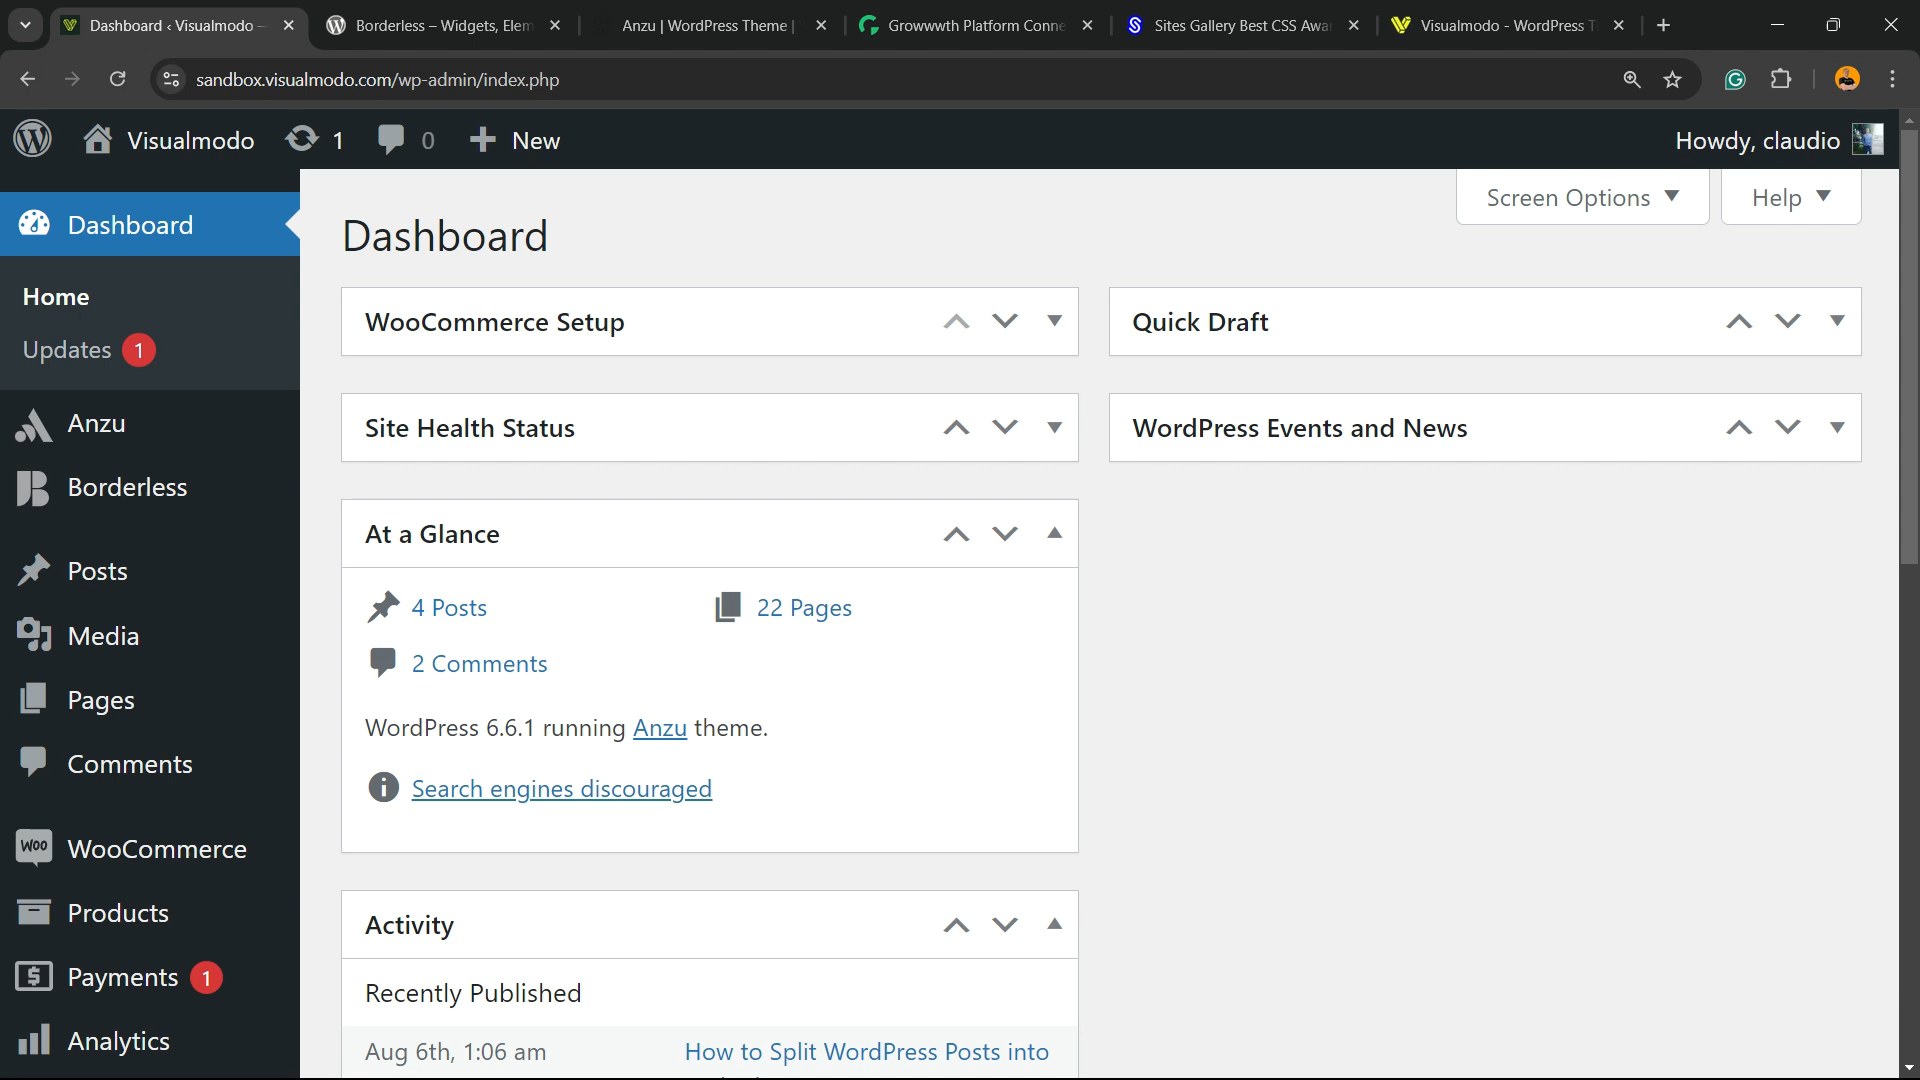 Dashboard ‹ Visualmodo –
Borderless – Widgets, Elem
Anzu | WordPress Theme |
Growwwth Platform Conne
Sites Gallery Best CSS Awar
Visualmodo - WordPress T
sandbox.visualmodo.com/wp-admin/index.php
Visualmodo
1
0
New
Howdy, claudio
Screen Options
Help
Dashboard
Home
Updates 1
Anzu
Borderless
Posts
Media
Pages
Comments
Woo
WooCommerce
Products
Payments 1
Analytics
Dashboard
WooCommerce Setup
Quick Draft
Site Health Status
WordPress Events and News
At a Glance
4 Posts
22 Pages
2 Comments
WordPress 6.6.1 running Anzu theme.
Search engines discouraged
Activity
Recently Published
Aug 6th, 1:06 am
How to Split WordPress Posts into